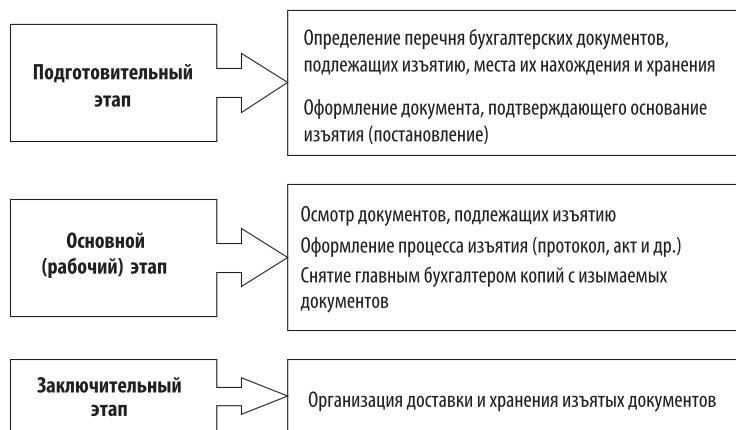 Подготовительный
этап
Определение перечня бухгалтерских документов,
подлежащих изъятию, места их нахождения и хранения
Оформление документа, подтверждающего основание
изъятия (постановление)
Основной
(рабочий) этап
Осмотр документов, подлежащих изъятию
Оформление процесса изъятия (протокол, акт и др.)
Снятие главным бухгалтером копий с изымаемых
документов
Заключительный
этап
Организация доставки и хранения изъятых документов